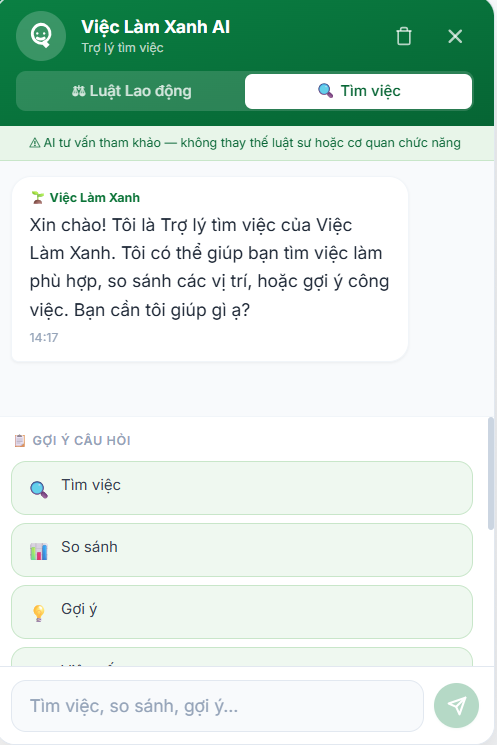 Việc Làm Xanh AI
Trợ lý tìm việc
Luật Lao động
Tìm việc
AI tư vấn tham khảo — không thay thế luật sư hoặc cơ quan chức năng
Việc Làm Xanh
Xin chào! Tôi là Trợ lý tìm việc của Việc
Làm Xanh. Tôi có thể giúp bạn tìm việc làm
phù hợp, so sánh các vị trí, hoặc gợi ý công
việc. Bạn cần tôi giúp gì ạ?
14:17
GỢI Ý CÂU HỎI
Tìm việc
So sánh
Gợi ý
Tìm việc, so sánh, gợi ý...